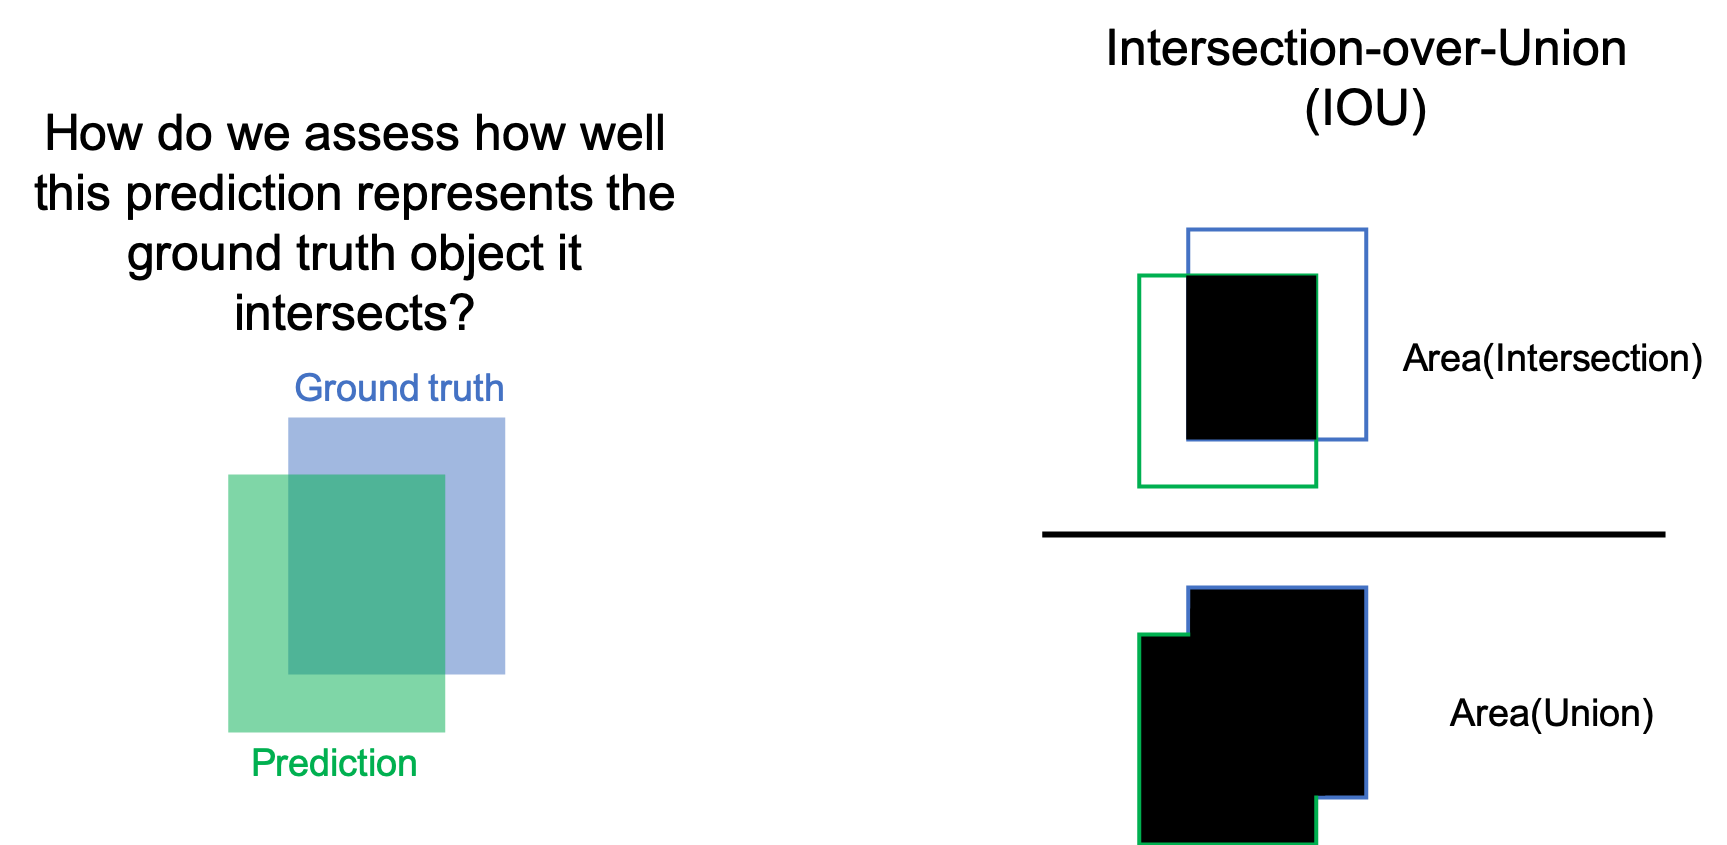 How do we assess how well
this prediction represents the
ground truth object it
intersects?
Ground truth
Prediction
Intersection-over-Union
(IOU)
Area(Intersection)
Area(Union)